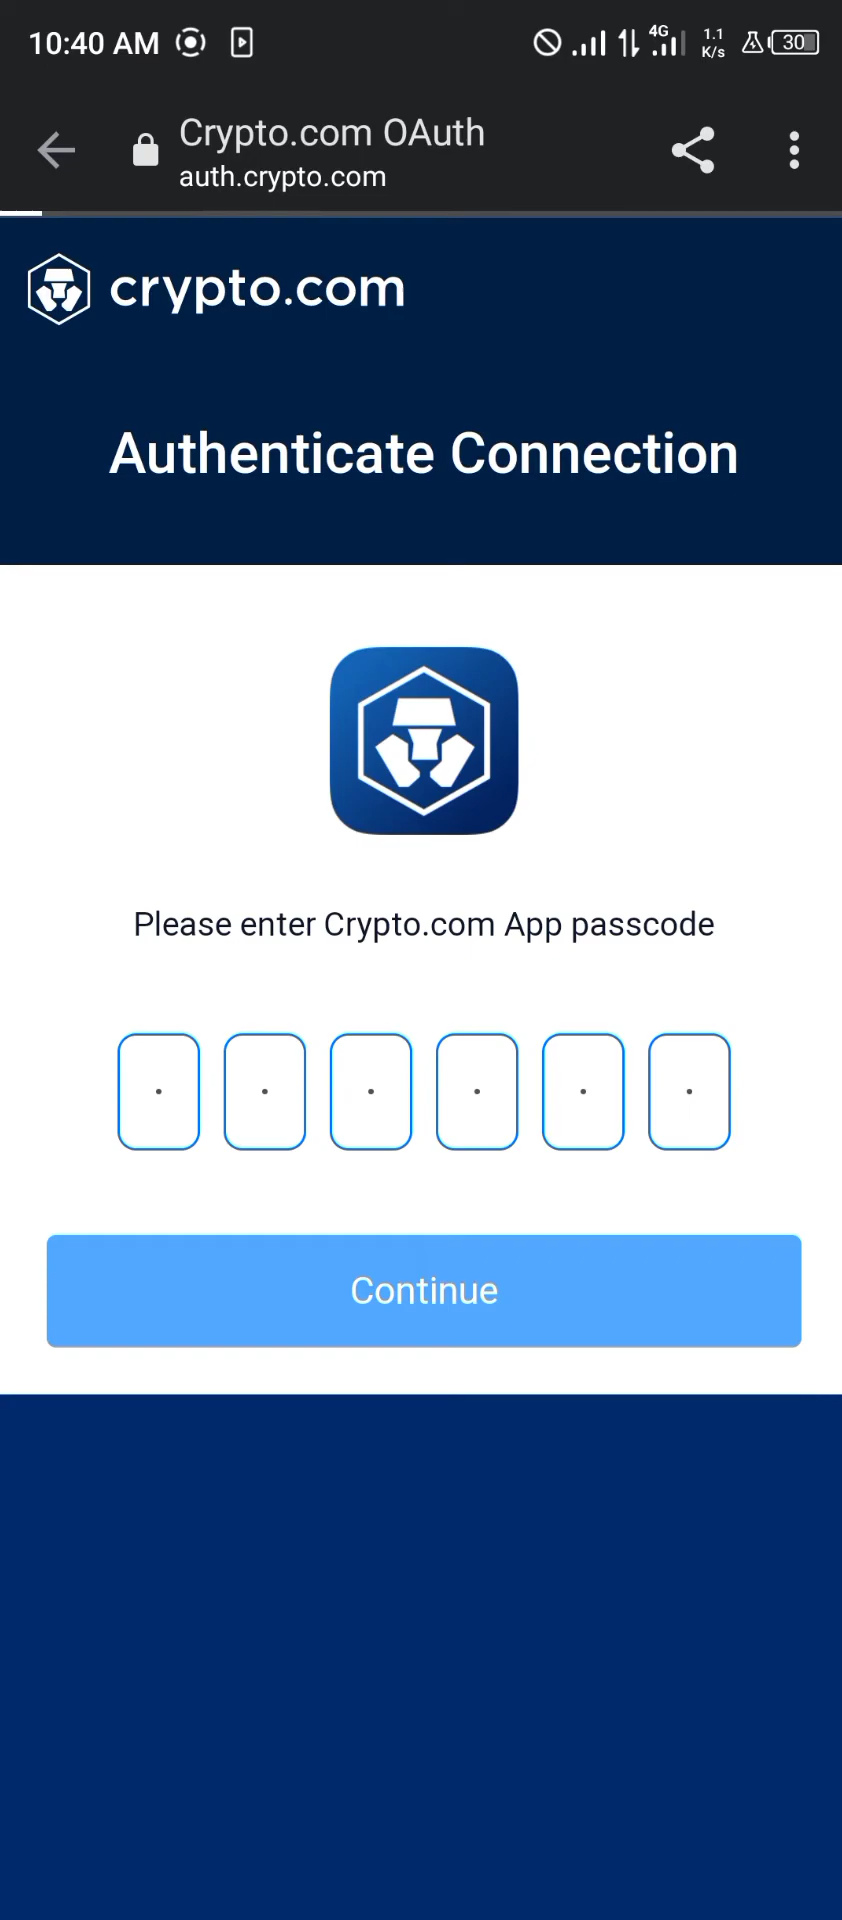 10:40 AM 4G 1.1 K/s 30
Crypto.com OAuth
auth.crypto.com
crypto.com
Authenticate Connection
Please enter Crypto.com App passcode
Continue